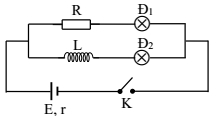 R Đ₁
L Đ₂
E, r K